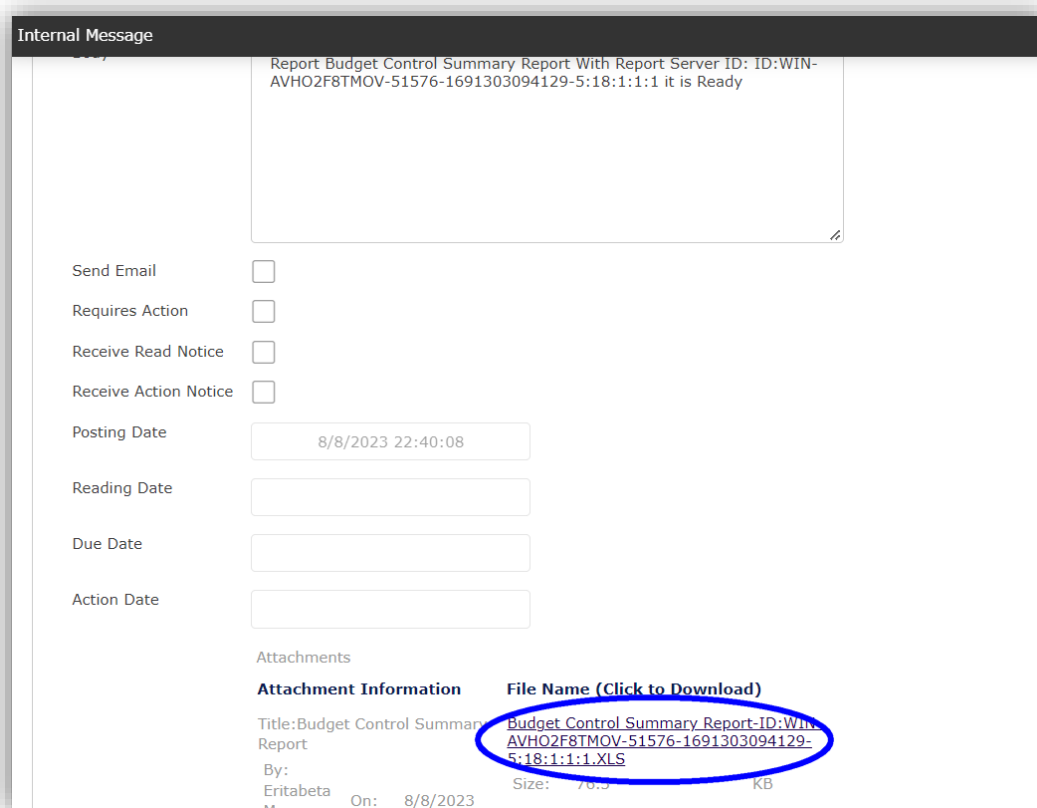 Internal Message
Body
Report Budget Control Summary Report With Report Server ID: ID:WIN-
AVHO2F8TMOV-51576-1691303094129-5:18:1:1:1 it is Ready
Send Email
Requires Action
Receive Read Notice
Receive Action Notice
Posting Date
8/8/2023 22:40:08
Reading Date
Due Date
Action Date
Attachments
Attachment Information File Name (Click to Download)
Title:Budget Control Summary Budget Control Summary Report-ID:WIN-
Report AVHO2F8TMOV-51576-1691303094129-
5:18:1:1:1.XLS
By: Size: 76.5 KB
Eritabeta
On: 8/8/2023